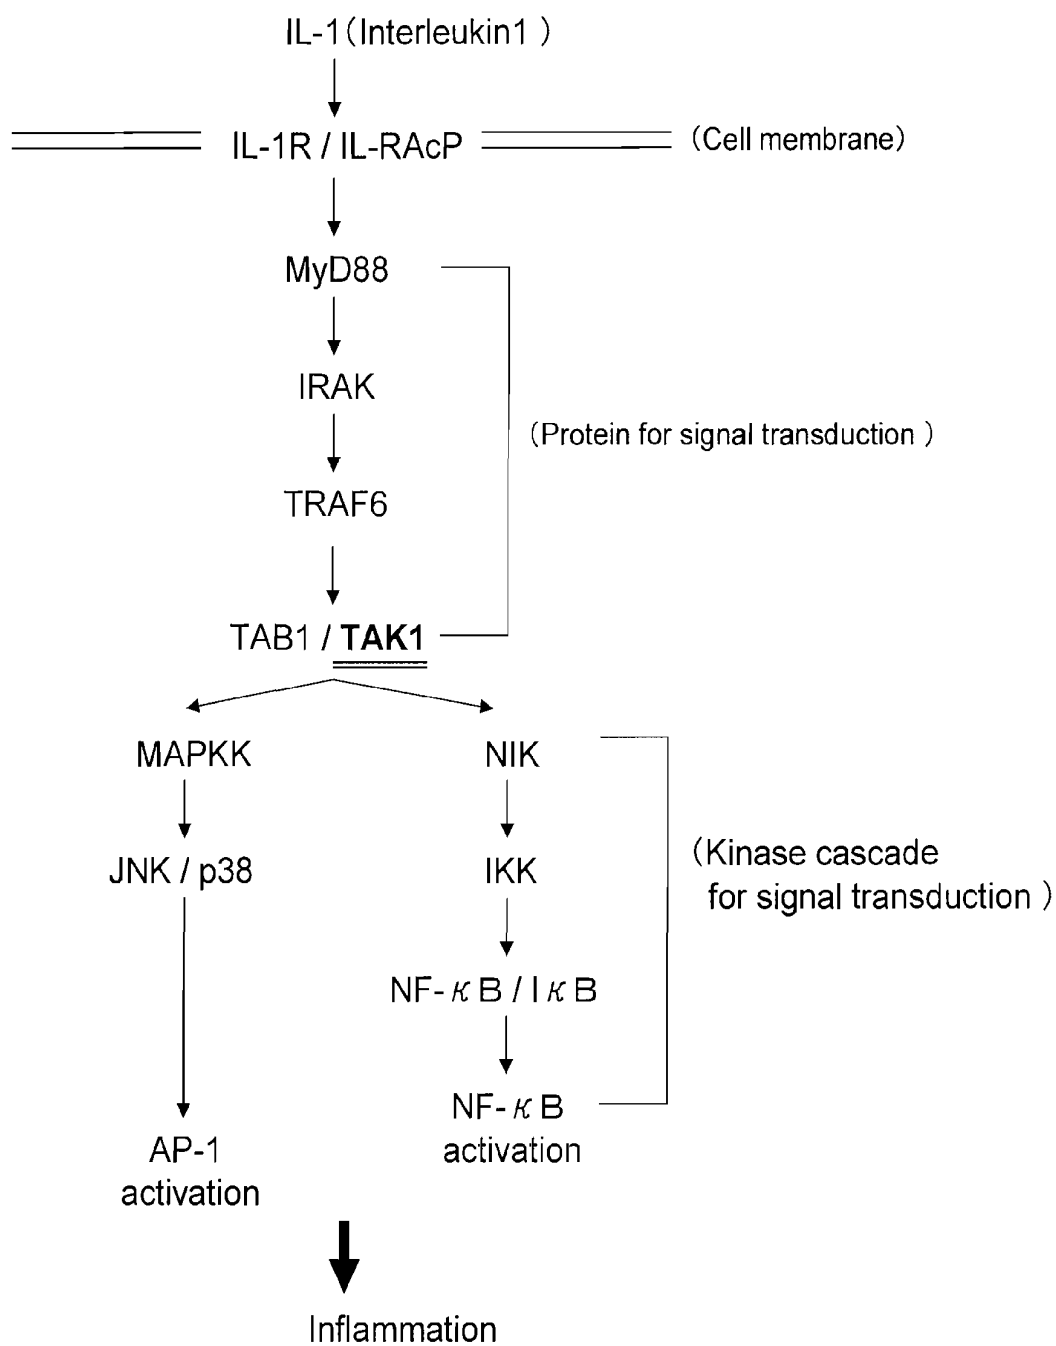 IL-1(Interleukin1 )
IL-1R / IL-RAcP
(Cell membrane)
MyD88
IRAK
(Protein for signal transduction )
TRAF6
TAB1 / TAK1
MAPKK
NIK
JNK / p38
IKK
(Kinase cascade
for signal transduction )
NF-κB / IκB
NF-κB
activation
AP-1
activation
Inflammation